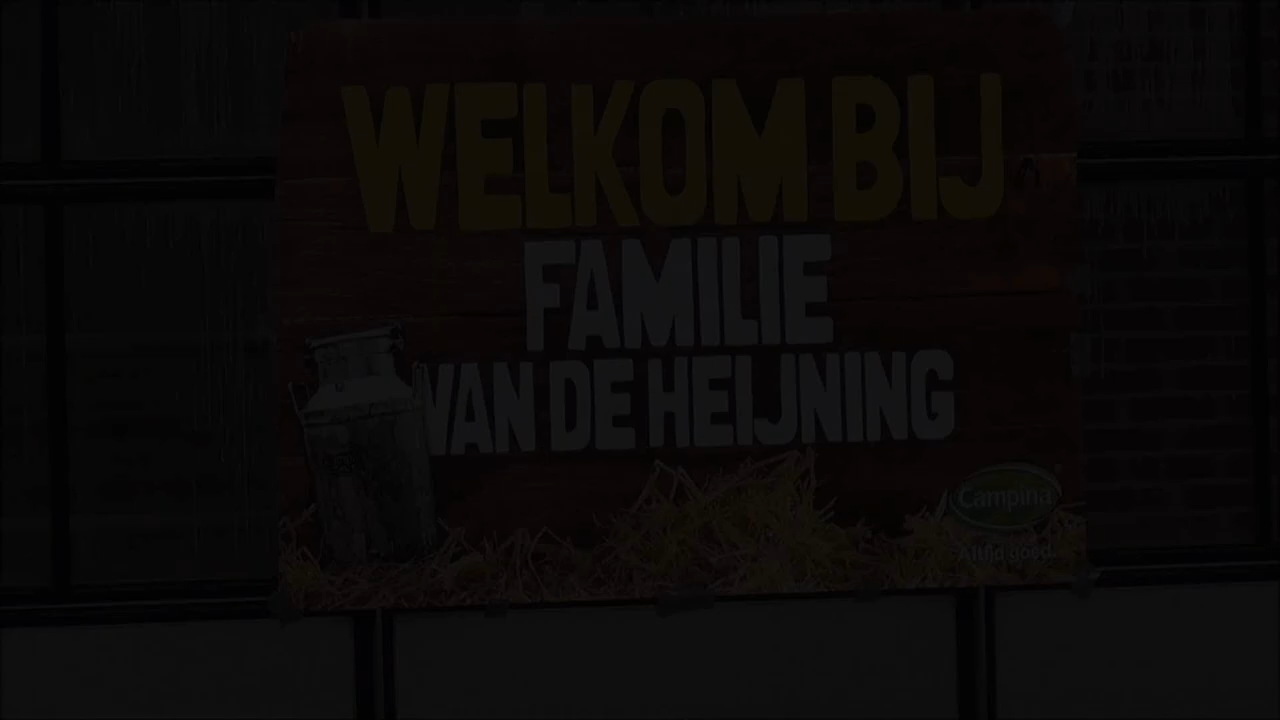 WELKOM BIJ
FAMILIE
VAN DE HEIJNING
Campina
Altijd goed.